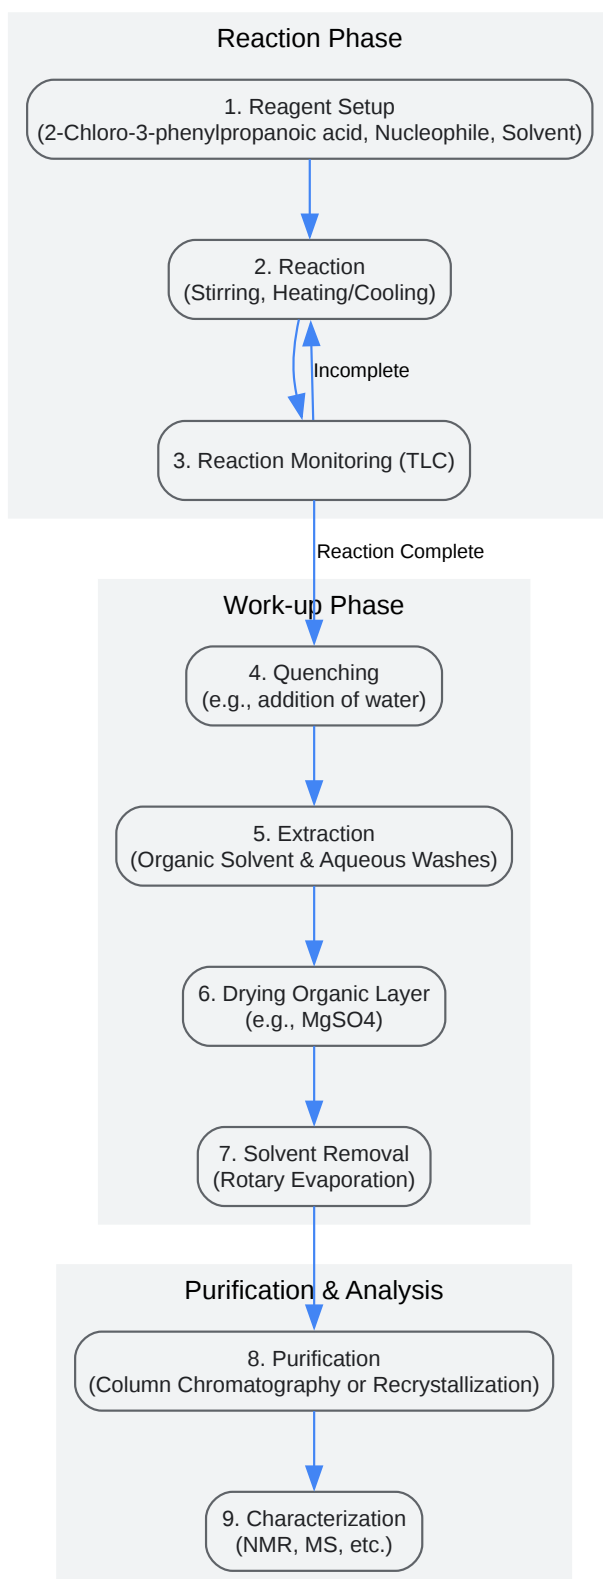 Reaction Phase
1. Reagent Setup
(2-Chloro-3-phenylpropanoic acid, Nucleophile, Solvent)
2. Reaction
(Stirring, Heating/Cooling)
Incomplete
3. Reaction Monitoring (TLC)
Reaction Complete
Work-up Phase
4. Quenching
(e.g., addition of water)
5. Extraction
(Organic Solvent & Aqueous Washes)
6. Drying Organic Layer
(e.g., MgSO4)
7. Solvent Removal
(Rotary Evaporation)
Purification & Analysis
8. Purification
(Column Chromatography or Recrystallization)
9. Characterization
(NMR, MS, etc.)